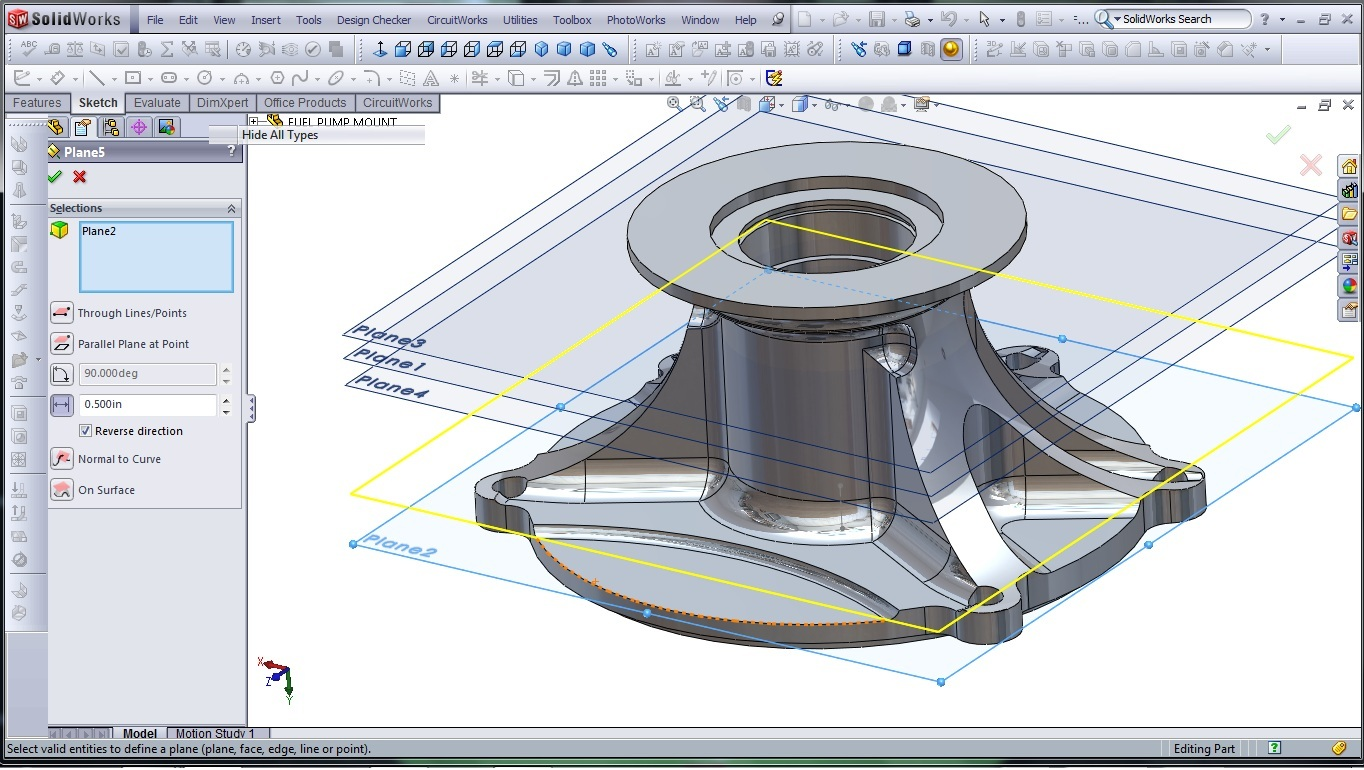 SolidWorks File Edit View Insert Tools Design Checker CircuitWorks Utilities Toolbox PhotoWorks Window Help SolidWorks Search ?
ABC
3D
Features Sketch Evaluate DimXpert Office Products CircuitWorks
FUEL PUMP MOUNT
Hide All Types
Plane5 ?
Selections
Plane2
Through Lines/Points
Parallel Plane at Point
90.000deg
0.500in
Reverse direction
Normal to Curve
On Surface
Plane3
Plane1
Plane4
Plane2
X
Z
Y
Model Motion Study 1
Select valid entities to define a plane (plane, face, edge, line or point). Editing Part ?